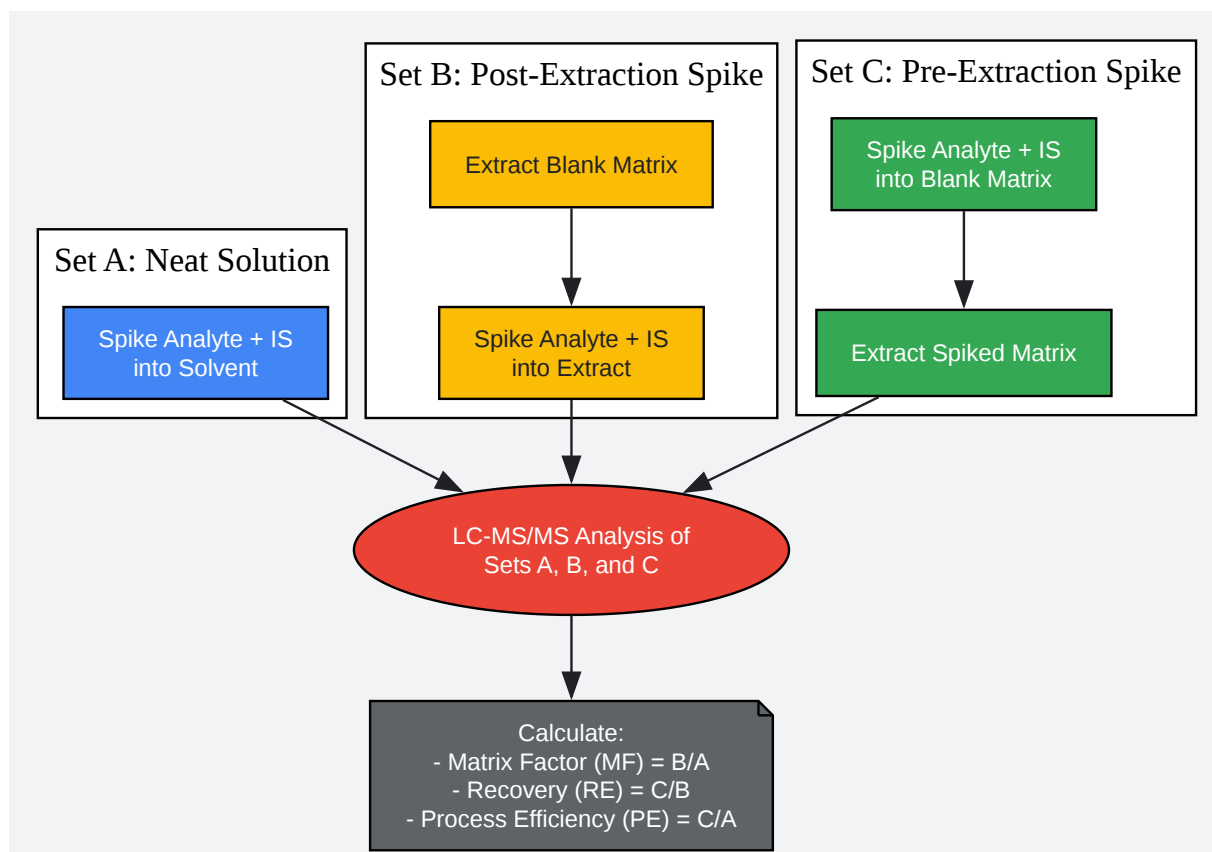 Set A: Neat Solution
Spike Analyte + IS
into Solvent
Set B: Post-Extraction Spike
Extract Blank Matrix
Spike Analyte + IS
into Extract
Set C: Pre-Extraction Spike
Spike Analyte + IS
into Blank Matrix
Extract Spiked Matrix
LC-MS/MS Analysis of
Sets A, B, and C
Calculate:
- Matrix Factor (MF) = B/A
- Recovery (RE) = C/B
- Process Efficiency (PE) = C/A